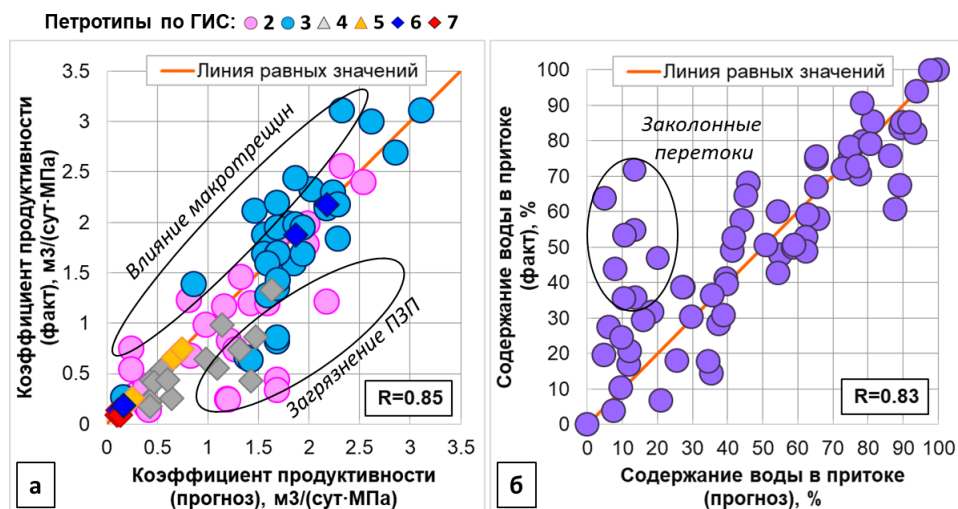 Петротипы по ГИС: 2 3 4 5 6 7
Линия равных значений
3.5
3
2.5
2
1.5
1
0.5
0
Коэффициент продуктивности
(факт), м3/(сут·МПа)
Влияние макротрещин
Загрязнение ПЗП
R=0.85
0 0.5 1 1.5 2 2.5 3 3.5
Коэффициент продуктивности
(прогноз), м3/(сут·МПа)
а
Линия равных значений
100
90
80
70
60
50
40
30
20
10
0
Содержание воды в притоке
(факт), %
Заколонные
перетоки
R=0.83
0 10 20 30 40 50 60 70 80 90 100
Содержание воды в притоке
(прогноз), %
б